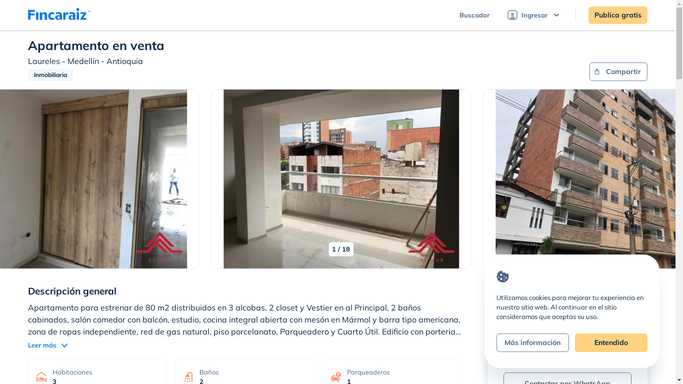 Fincaraiz
Buscador
Ingresar
Publica gratis
Apartamento en venta
Laureles - Medellín - Antioquia
Inmobiliaria
Compartir
1 / 18
Descripción general
Apartamento para estrenar de 80 m2 distribuidos en 3 alcobas, 2 closet y Vestier en al Principal, 2 baños
cabinados, salón comedor con balcón, estudio, cocina integral abierta con mesón en Mármol y barra tipo americana,
zona de ropas independiente, red de gas natural, piso porcelanato, Parqueadero y Cuarto Útil. Edificio con porteria...
Leer más
Habitaciones
3
Baños
2
Parqueaderos
1
Utilizamos cookies para mejorar tu experiencia en
nuestro sitio web. Al continuar en el sitio
consideramos que aceptas su uso.
Más información
Entendido
Contactar por WhatsApp